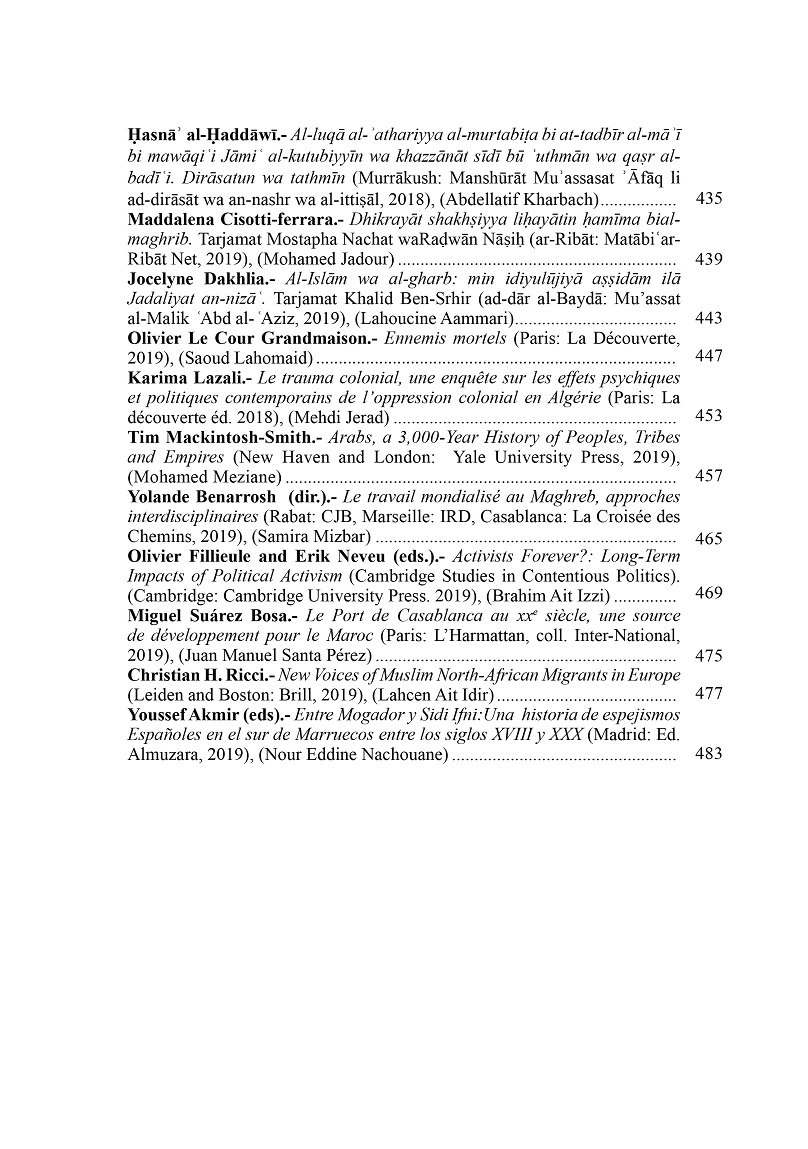 Ḥasnāʾ al-Ḥaddāwī.- Al-luqā al-ʾathariyya al-murtabiṭa bi at-tadbīr al-māʾī
bi mawāqiʿi Jāmiʿ al-kutubiyyīn wa khazzānāt sīdī bū ʿuthmān wa qaṣr al-
badīʿi. Dirāsatun wa tathmīn (Murrākush: Manshūrāt Muʾassasat ʾĀfāq li
ad-dirāsāt wa an-nashr wa al-ittiṣāl, 2018), (Abdellatif Kharbach)................. 435
Maddalena Cisotti-ferrara.- Dhikrayāt shakhṣiyya liḥayātin ḥamīma bial-
maghrib. Tarjamat Mostapha Nachat waRaḍwān Nāṣiḥ (ar-Ribāt: Matābiʿar-
Ribāt Net, 2019), (Mohamed Jadour) .............................................................. 439
Jocelyne Dakhlia.- Al-Islām wa al-gharb: min idiyulūjiyā aṣṣidām ilā
Jadaliyat an-nizāʿ. Tarjamat Khalid Ben-Srhir (ad-dār al-Baydā: Mu’assat
al-Malik ʿAbd al-ʿAziz, 2019), (Lahoucine Aammari).................................... 443
Olivier Le Cour Grandmaison.- Ennemis mortels (Paris: La Découverte,
2019), (Saoud Lahomaid) ................................................................................ 447
Karima Lazali.- Le trauma colonial, une enquête sur les effets psychiques
et politiques contemporains de l’oppression colonial en Algérie (Paris: La
découverte éd. 2018), (Mehdi Jerad) ............................................................... 453
Tim Mackintosh-Smith.- Arabs, a 3,000-Year History of Peoples, Tribes
and Empires (New Haven and London: Yale University Press, 2019),
(Mohamed Meziane) ....................................................................................... 457
Yolande Benarrosh (dir.).- Le travail mondialisé au Maghreb, approches
interdisciplinaires (Rabat: CJB, Marseille: IRD, Casablanca: La Croisée des
Chemins, 2019), (Samira Mizbar) ................................................................... 465
Olivier Fillieule and Erik Neveu (eds.).- Activists Forever?: Long-Term
Impacts of Political Activism (Cambridge Studies in Contentious Politics).
(Cambridge: Cambridge University Press. 2019), (Brahim Ait Izzi) .............. 469
Miguel Suárez Bosa.- Le Port de Casablanca au xxᵉ siècle, une source
de développement pour le Maroc (Paris: L’Harmattan, coll. Inter-National,
2019), (Juan Manuel Santa Pérez) ................................................................... 475
Christian H. Ricci.- New Voices of Muslim North-African Migrants in Europe
(Leiden and Boston: Brill, 2019), (Lahcen Ait Idir) ........................................ 477
Youssef Akmir (eds).- Entre Mogador y Sidi Ifni:Una historia de espejismos
Españoles en el sur de Marruecos entre los siglos XVIII y XXX (Madrid: Ed.
Almuzara, 2019), (Nour Eddine Nachouane) .................................................. 483